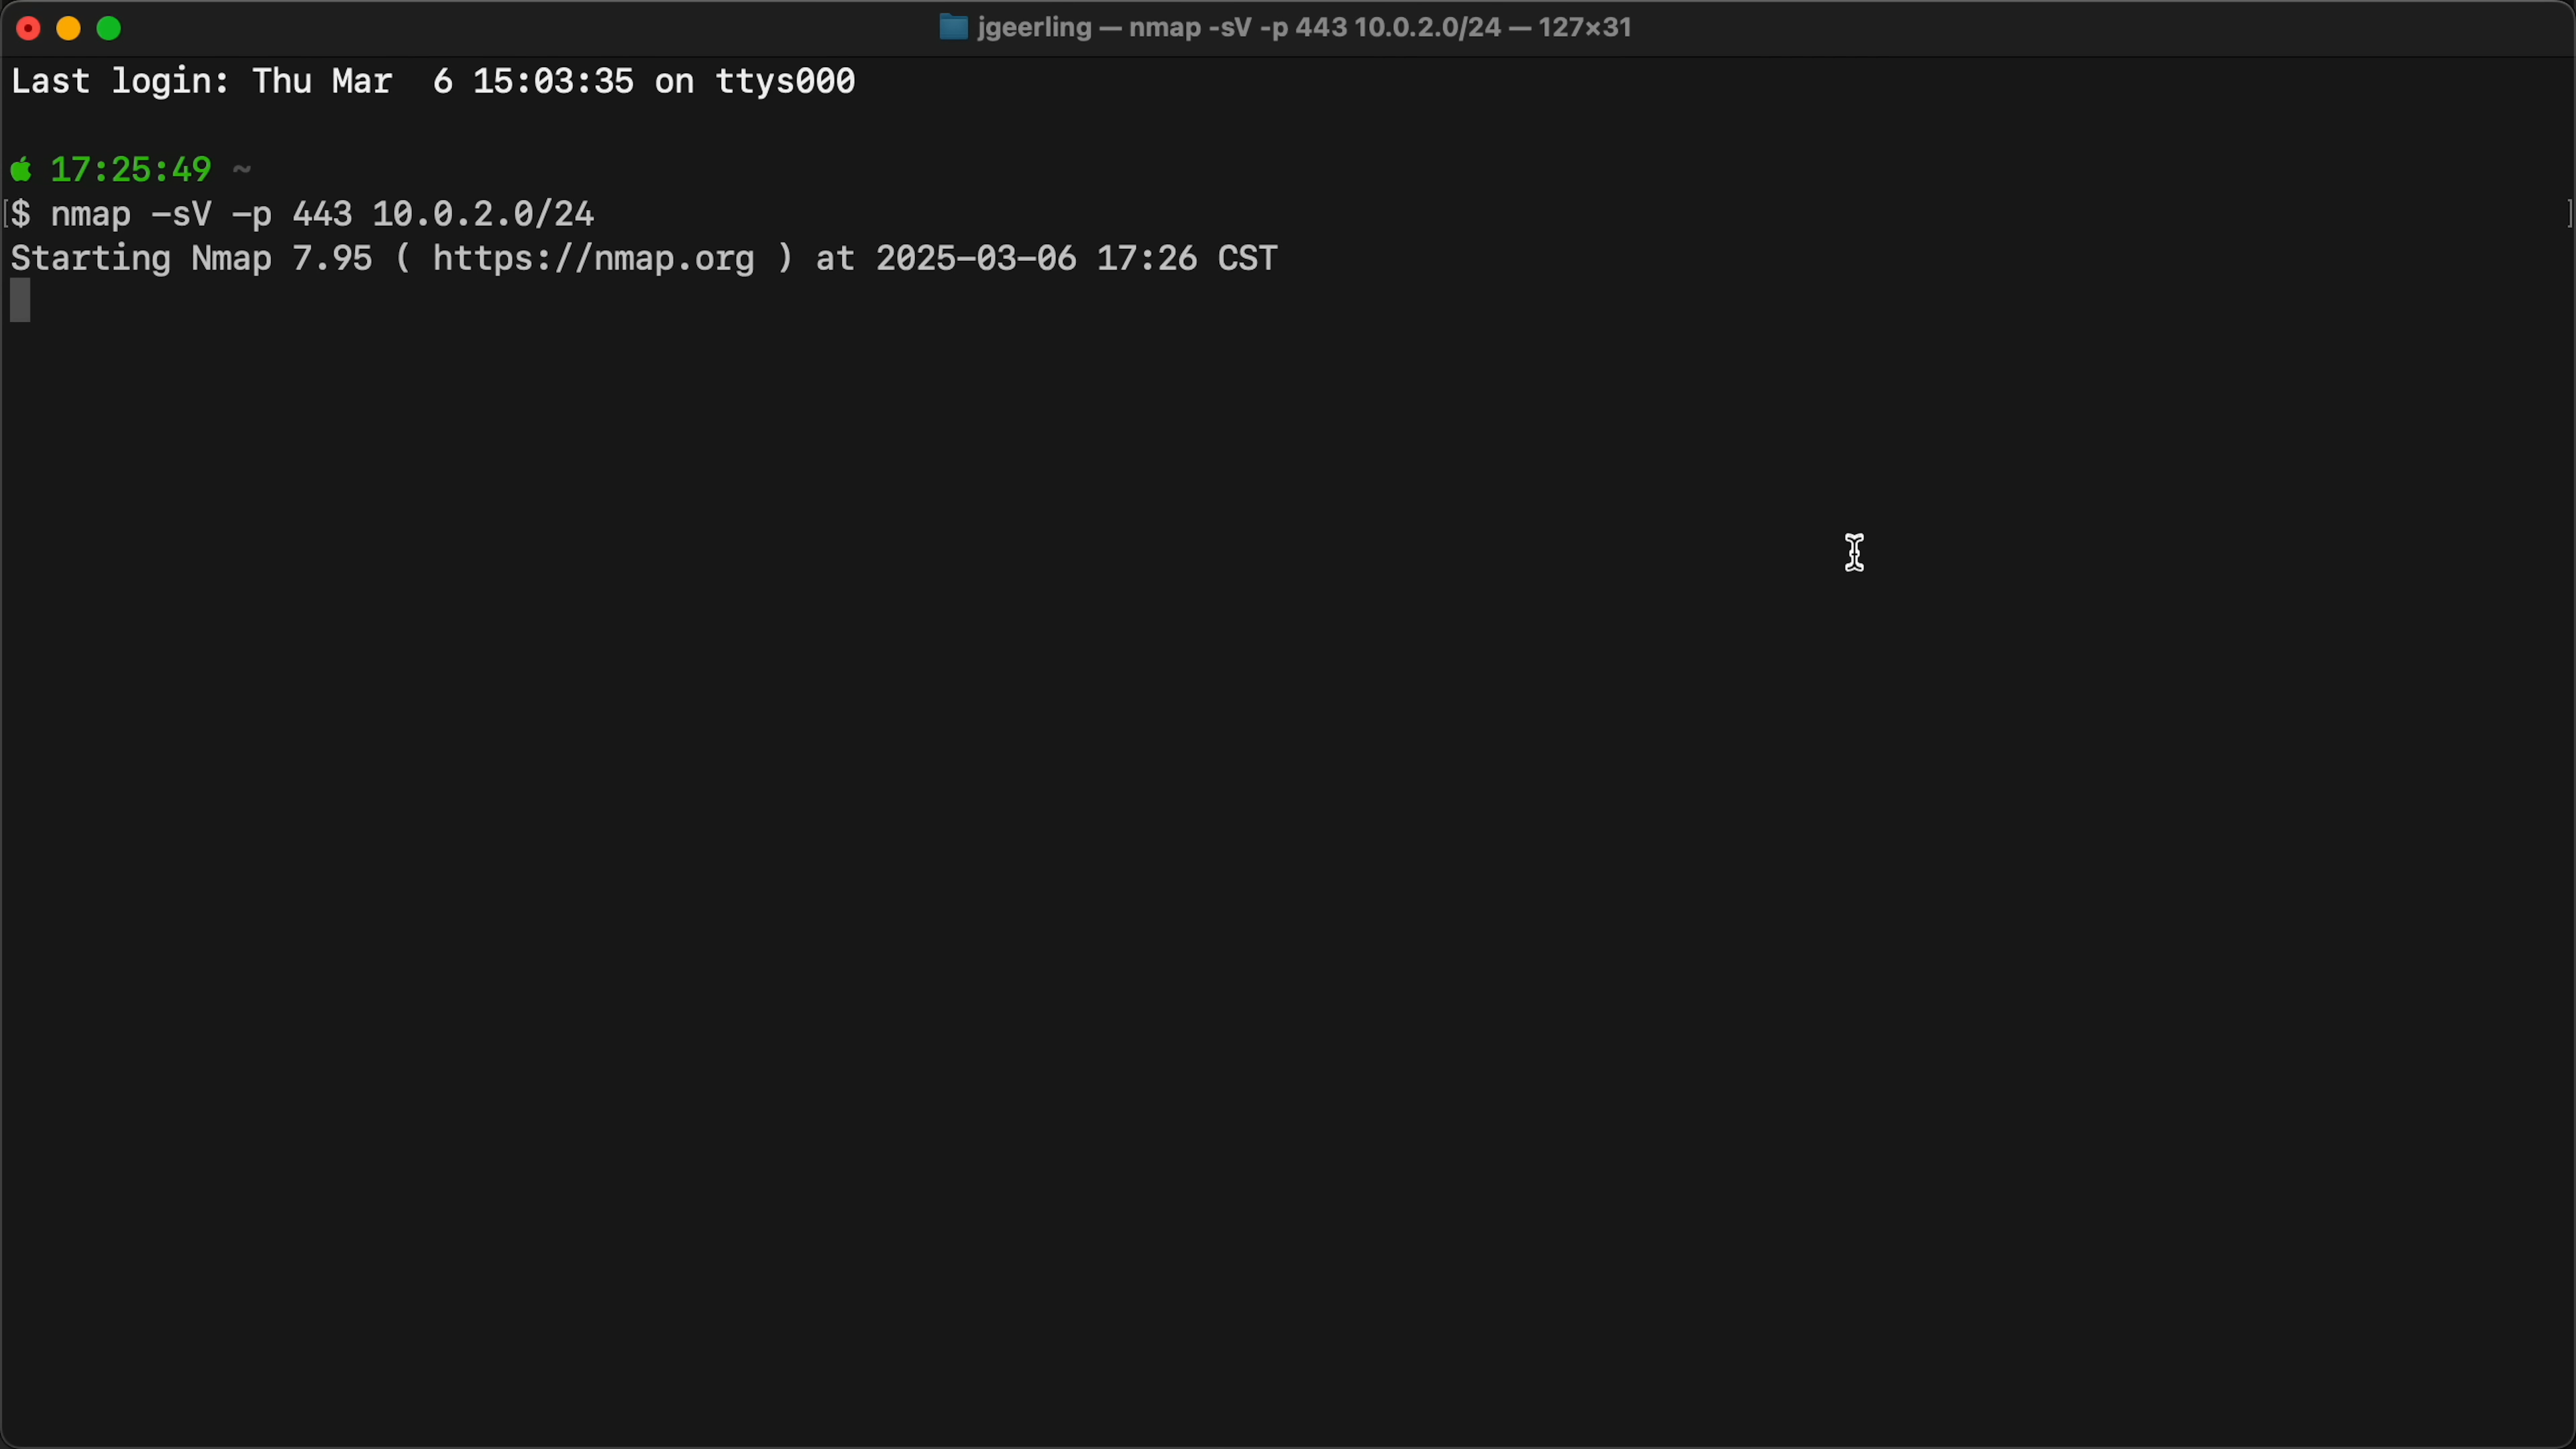 jgeerling — nmap -sV -p 443 10.0.2.0/24 — 127×31
Last login: Thu Mar  6 15:03:35 on ttys000
17:25:49 ~
[$ nmap -sV -p 443 10.0.2.0/24 ]
Starting Nmap 7.95 ( https://nmap.org ) at 2025-03-06 17:26 CST